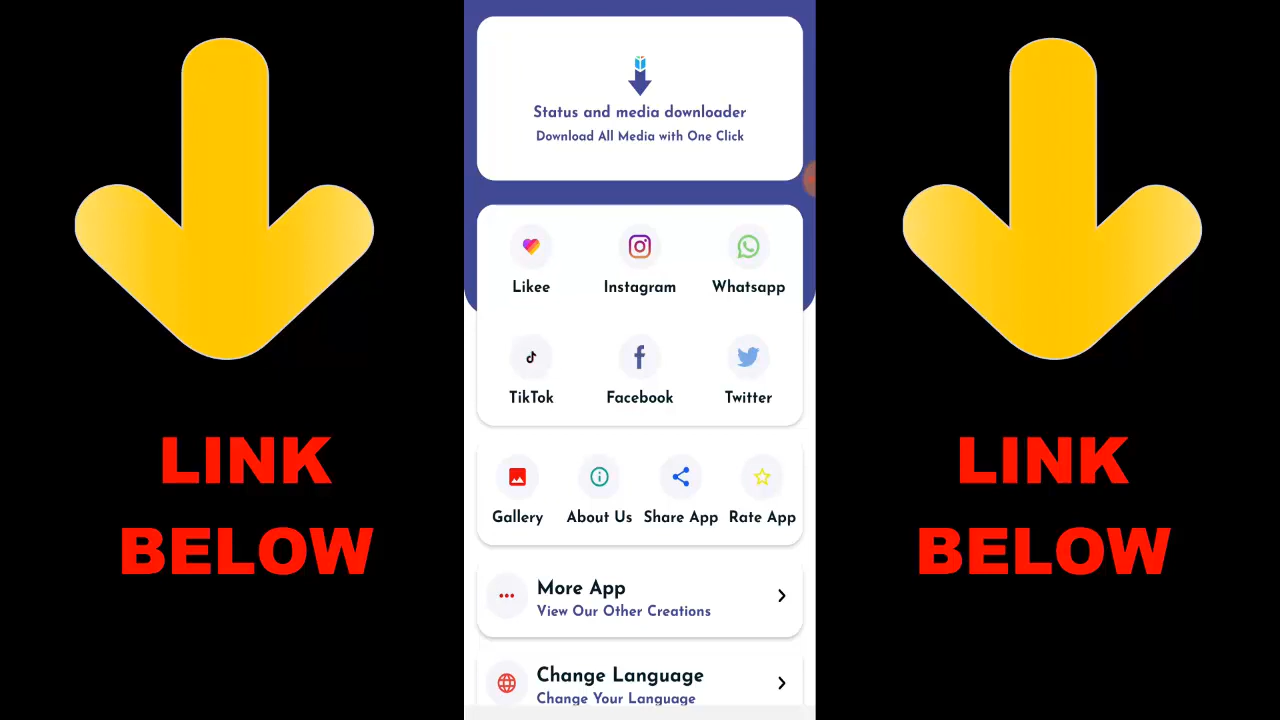 Status and media downloader
Download All Media with One Click
Likee Instagram Whatsapp
TikTok Facebook Twitter
LINK
BELOW
LINK
BELOW
Gallery About Us Share App Rate App
More App
View Our Other Creations
Change Language
Change Your Language